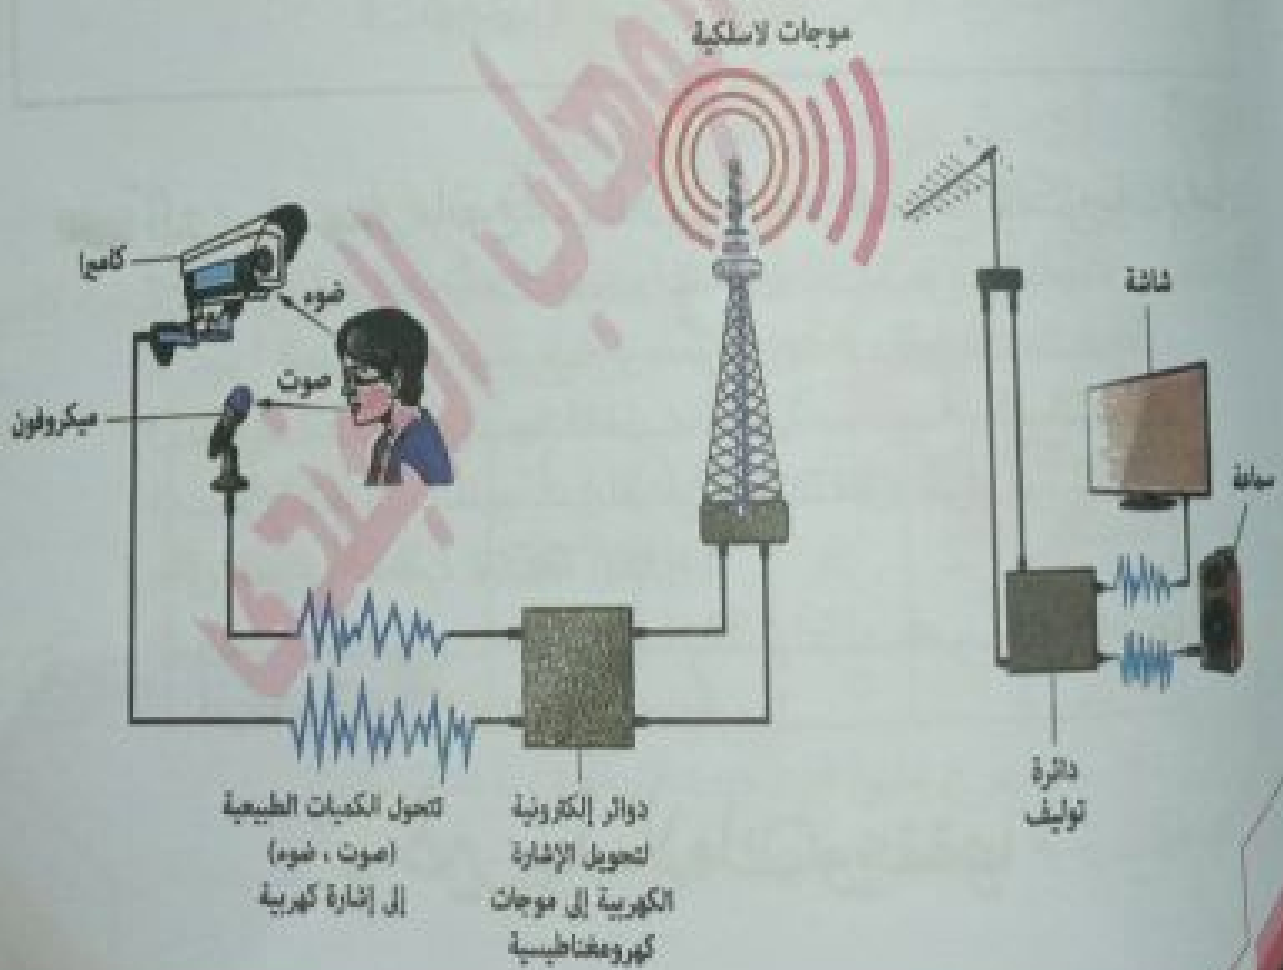 موجات لاسلكية
كاميرا
ضوء
صوت
ميكروفون
شاشة
سماعة
دائرة
توليف
تتحول الكميات الطبيعية
(صوت ، ضوء)
إلى إشارة كهربية
دوائر إلكترونية
لتحويل الإشارة
الكهربية إلى موجات
كهرومغناطيسية